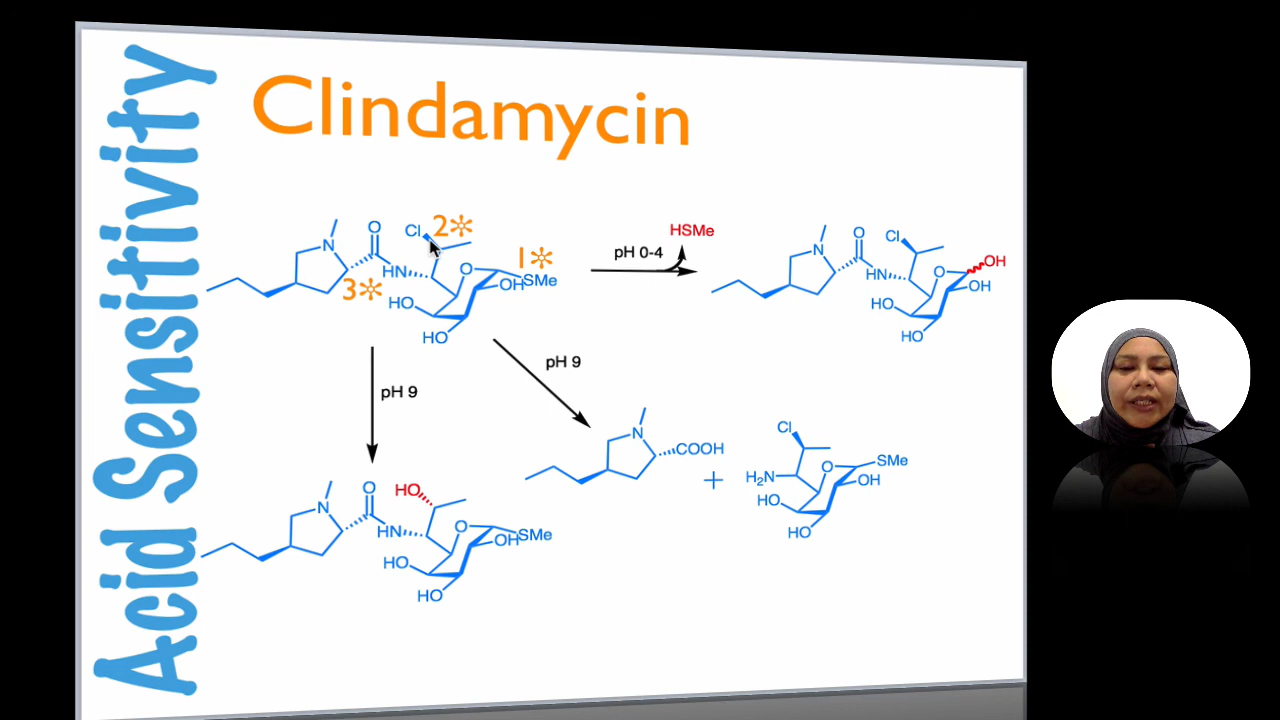 Acid Sensitivity
Clindamycin
N
O
Cl
2*
HN
O
1*
SMe
OH
3*
HO
HO
HSMe
pH 0-4
N
O
Cl
HN
O
OH
OH
HO
HO
pH 9
pH 9
N
COOH
+
Cl
H₂N
O
SMe
OH
HO
HO
N
O
HO
HN
O
SMe
OH
HO
HO